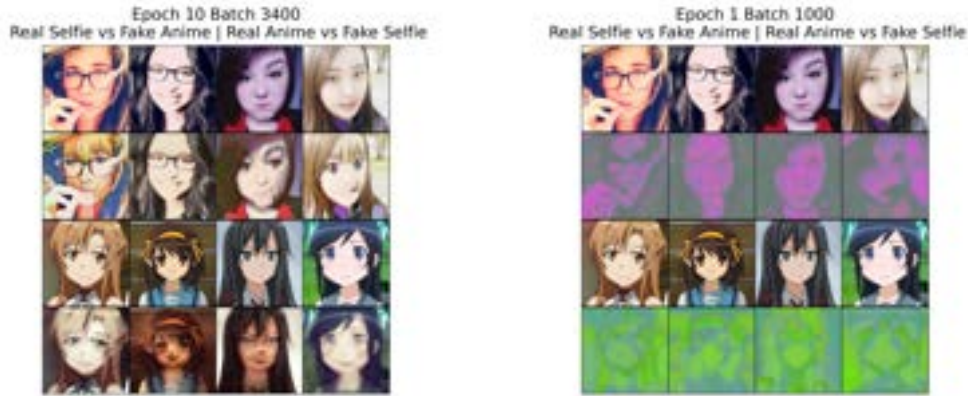 Epoch 10 Batch 3400
Real Selfie vs Fake Anime | Real Anime vs Fake Selfie
Epoch 1 Batch 1000
Real Selfie vs Fake Anime | Real Anime vs Fake Selfie